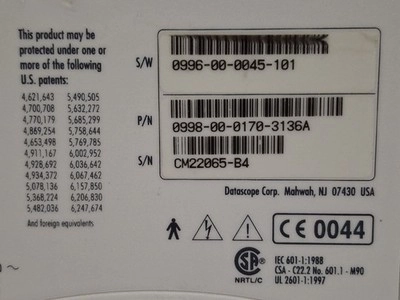 This product may be
protected under one or
more of the following
U.S. patents:
4,621,643 5,490,505
4,700,708 5,632,272
4,770,179 5,685,299
4,889,254 5,758,644
4,653,498 5,769,785
4,911,167 6,002,952
4,928,692 6,036,642
4,934,372 6,067,462
5,078,136 6,157,850
5,368,224 6,206,830
5,482,036 6,247,674
And foreign equivalents
S/W 0996-00-0045-101
P/N 0998-00-0170-3136A
S/N CM22065-B4
Datascope Corp. Mahwah, NJ 07430 USA
CE 0044
SA
NRTL/C
IEC 601-1:1988
CSA - C22.2 No. 601.1 - M90
UL 2601-1:1997